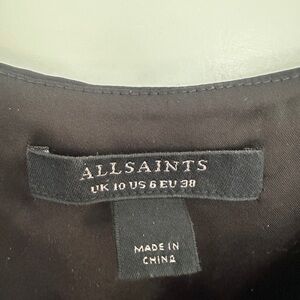 ALLSAINTS
UK 10 US 6 EU 38
MADE IN
CHINA